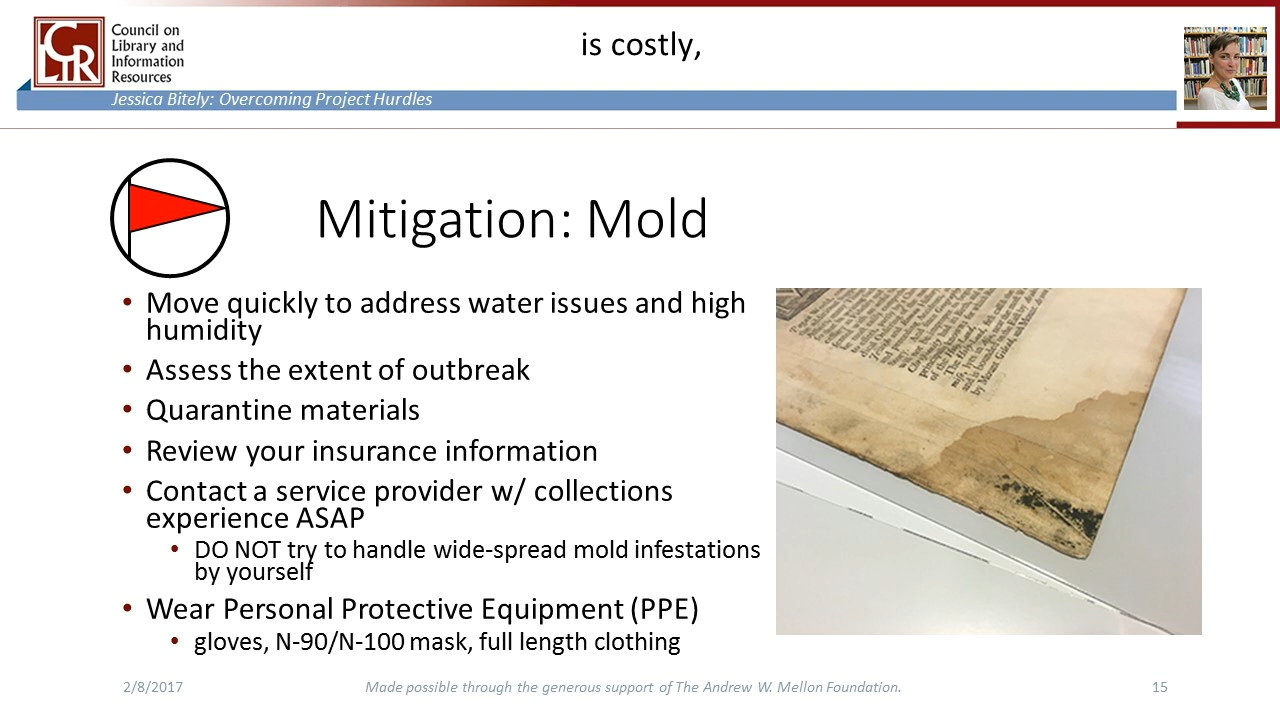 Council on
Library and
Information
Resources
is costly,
Jessica Bitely: Overcoming Project Hurdles
Mitigation: Mold
• Move quickly to address water issues and high
humidity
• Assess the extent of outbreak
• Quarantine materials
• Review your insurance information
• Contact a service provider w/ collections
experience ASAP
• DO NOT try to handle wide-spread mold infestations
by yourself
• Wear Personal Protective Equipment (PPE)
• gloves, N-90/N-100 mask, full length clothing
2/8/2017
Made possible through the generous support of The Andrew W. Mellon Foundation.
15